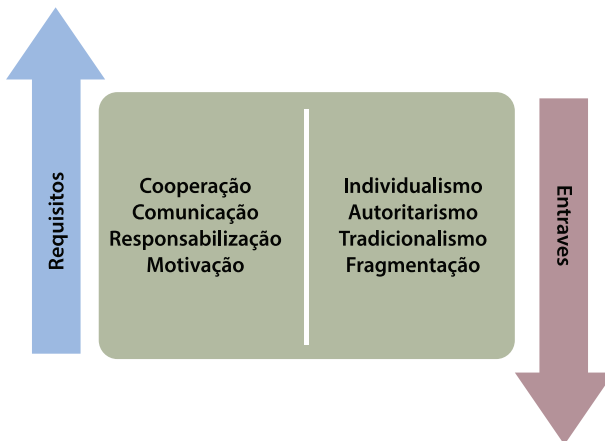 Requisitos
Cooperação
Comunicação
Responsabilização
Motivação
Individualismo
Autoritarismo
Tradicionalismo
Fragmentação
Entraves